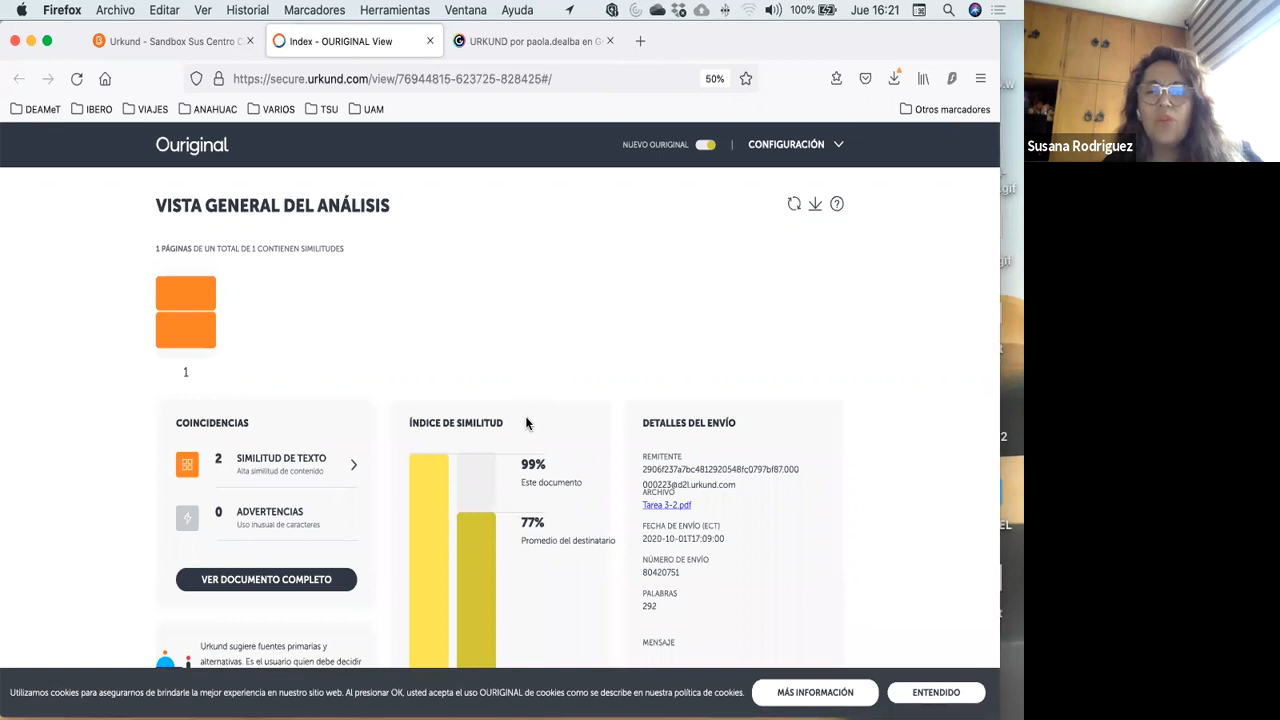 Firefox Archivo Editar Ver Historial Marcadores Herramientas Ventana Ayuda 100% Jue 16:21
Urkund - Sandbox Sus Centro C
Index - OURIGINAL View
URKUND por paola.dealba en G
https://secure.urkund.com/view/76944815-623725-828425#/
50%
DEAMeT IBERO VIAJES ANAHUAC VARIOS TSU UAM Otros marcadores
Ouriginal
NUEVO OURIGINAL
CONFIGURACIÓN
VISTA GENERAL DEL ANÁLISIS
1 PÁGINAS DE UN TOTAL DE 1 CONTIENEN SIMILITUDES
1
COINCIDENCIAS
2 SIMILITUD DE TEXTO
Alta similitud de contenido
0 ADVERTENCIAS
Uso inusual de caracteres
VER DOCUMENTO COMPLETO
Urkund sugiere fuentes primarias y
alternativas. Es el usuario quien debe decidir
ÍNDICE DE SIMILITUD
99%
Este documento
77%
Promedio del destinatario
DETALLES DEL ENVÍO
REMITENTE
2906f237a7bc4812920548fc0797bf87.000
000223@d2l.urkund.com
ARCHIVO
Tarea 3-2.pdf
FECHA DE ENVÍO (ECT)
2020-10-01T17:09:00
NÚMERO DE ENVÍO
80420751
PALABRAS
292
MENSAJE
Utilizamos cookies para asegurarnos de brindarle la mejor experiencia en nuestro sitio web. Al presionar OK, usted acepta el uso OURIGINAL de cookies como se describe en nuestra política de cookies.
MÁS INFORMACIÓN
ENTENDIDO
Susana Rodriguez
.w
.gif
.gif
2
EL